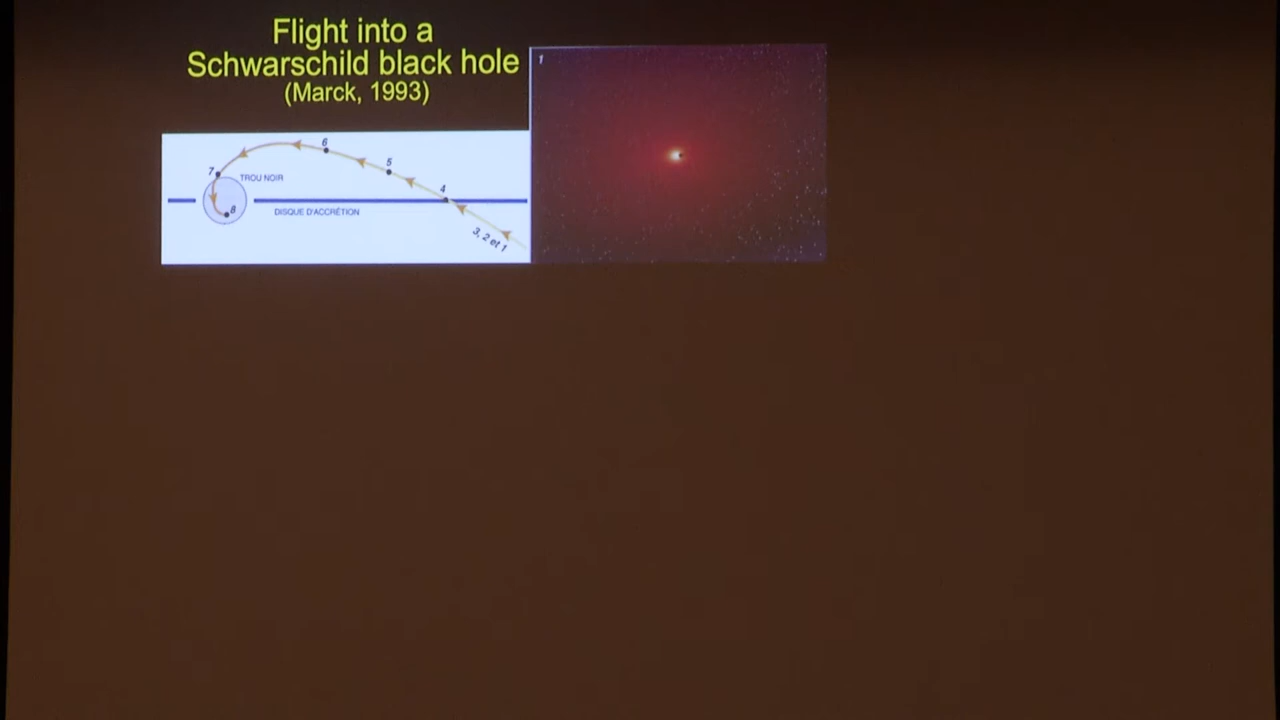 Flight into a
Schwarschild black hole
(Marck, 1993)
1
6
5
7
TROU NOIR
4
8
DISQUE D'ACCRÉTION
3, 2 et 1